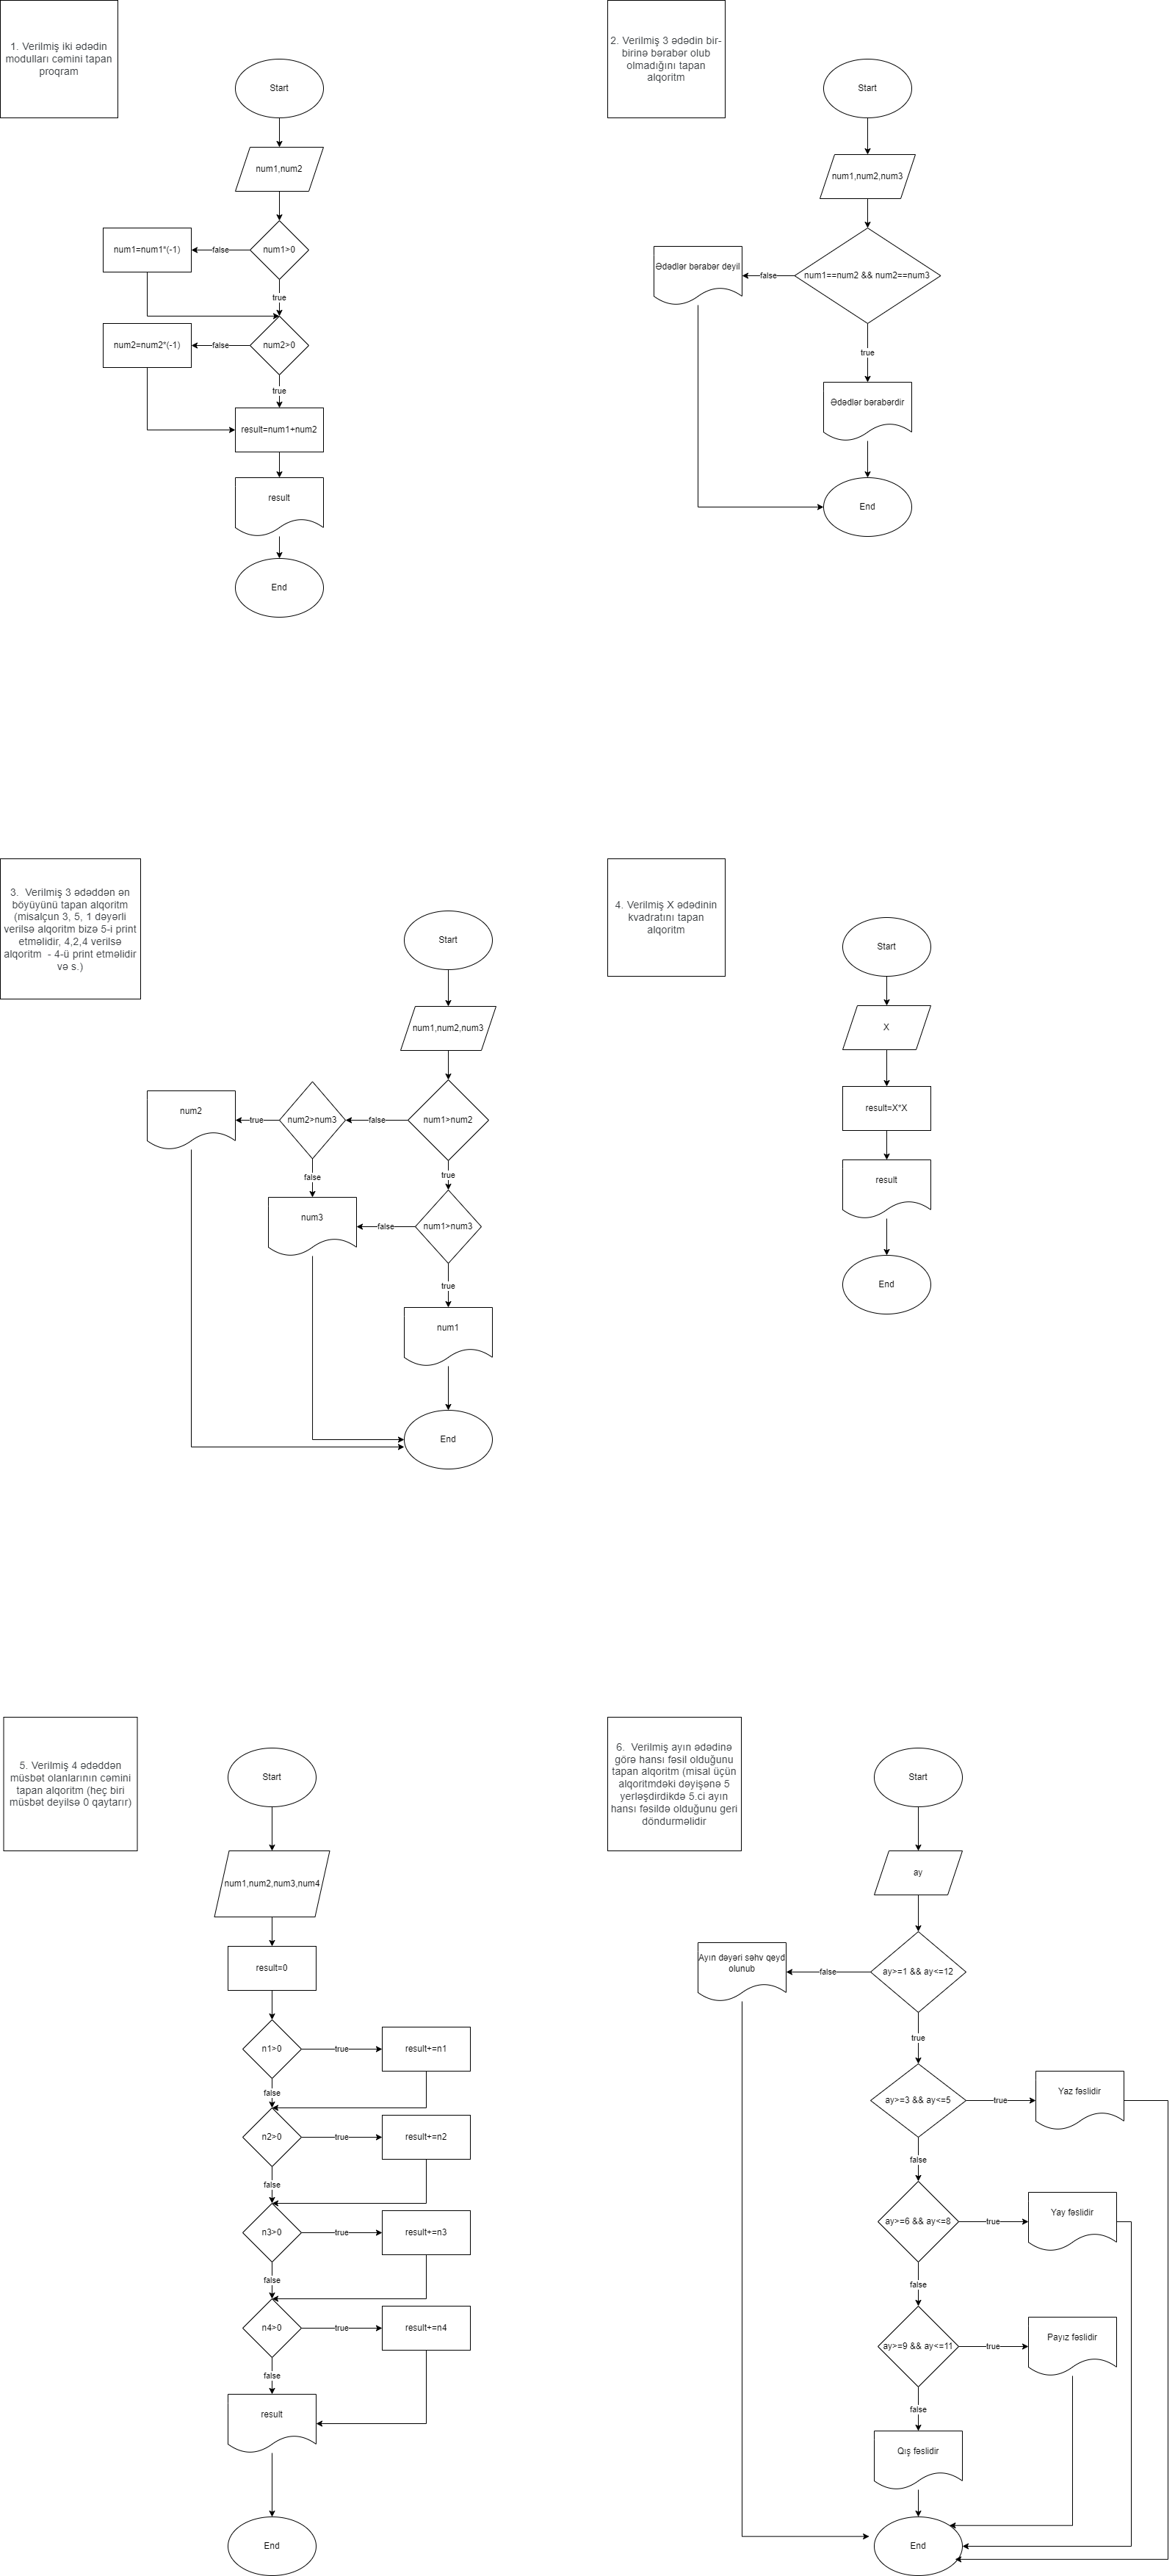 1. Verilmiş iki ədədin
modulları cəmini tapan
proqram
Start
num1,num2
num1>0
false
num1=num1*(-1)
true
num2>0
false
num2=num2*(-1)
true
result=num1+num2
result
End
2. Verilmiş 3 ədədin bir-
birinə bərabər olub
olmadığını tapan
alqoritm
Start
num1,num2,num3
num1==num2 && num2==num3
false
Ədədlər bərabər deyil
true
Ədədlər bərabərdir
End
3.  Verilmiş 3 ədəddən ən
böyüyünü tapan alqoritm
(misalçun 3, 5, 1 dəyərli
verilsə alqoritm bizə 5-i print
etməlidir, 4,2,4 verilsə
alqoritm  - 4-ü print etməlidir
və s.)
Start
num1,num2,num3
num1>num2
false
num2>num3
true
num2
false
num3
true
num1>num3
false
true
num1
End
4. Verilmiş X ədədinin
kvadratını tapan
alqoritm
Start
X
result=X*X
result
End
5. Verilmiş 4 ədəddən
müsbət olanlarının cəmini
tapan alqoritm (heç biri
müsbət deyilsə 0 qaytarır)
Start
num1,num2,num3,num4
result=0
n1>0
true
result+=n1
false
n2>0
true
result+=n2
false
n3>0
true
result+=n3
false
n4>0
true
result+=n4
false
result
End
6.  Verilmiş ayın ədədinə
görə hansı fəsil olduğunu
tapan alqoritm (misal üçün
alqoritmdəki dəyişənə 5
yerləşdirdikdə 5.ci ayın
hansı fəsildə olduğunu geri
döndurməlidir
Start
ay
ay>=1 && ay<=12
false
Ayın dəyəri səhv qeyd
olunub
true
ay>=3 && ay<=5
true
Yaz fəslidir
false
ay>=6 && ay<=8
true
Yay fəslidir
false
ay>=9 && ay<=11
true
Payız fəslidir
false
Qış fəslidir
End